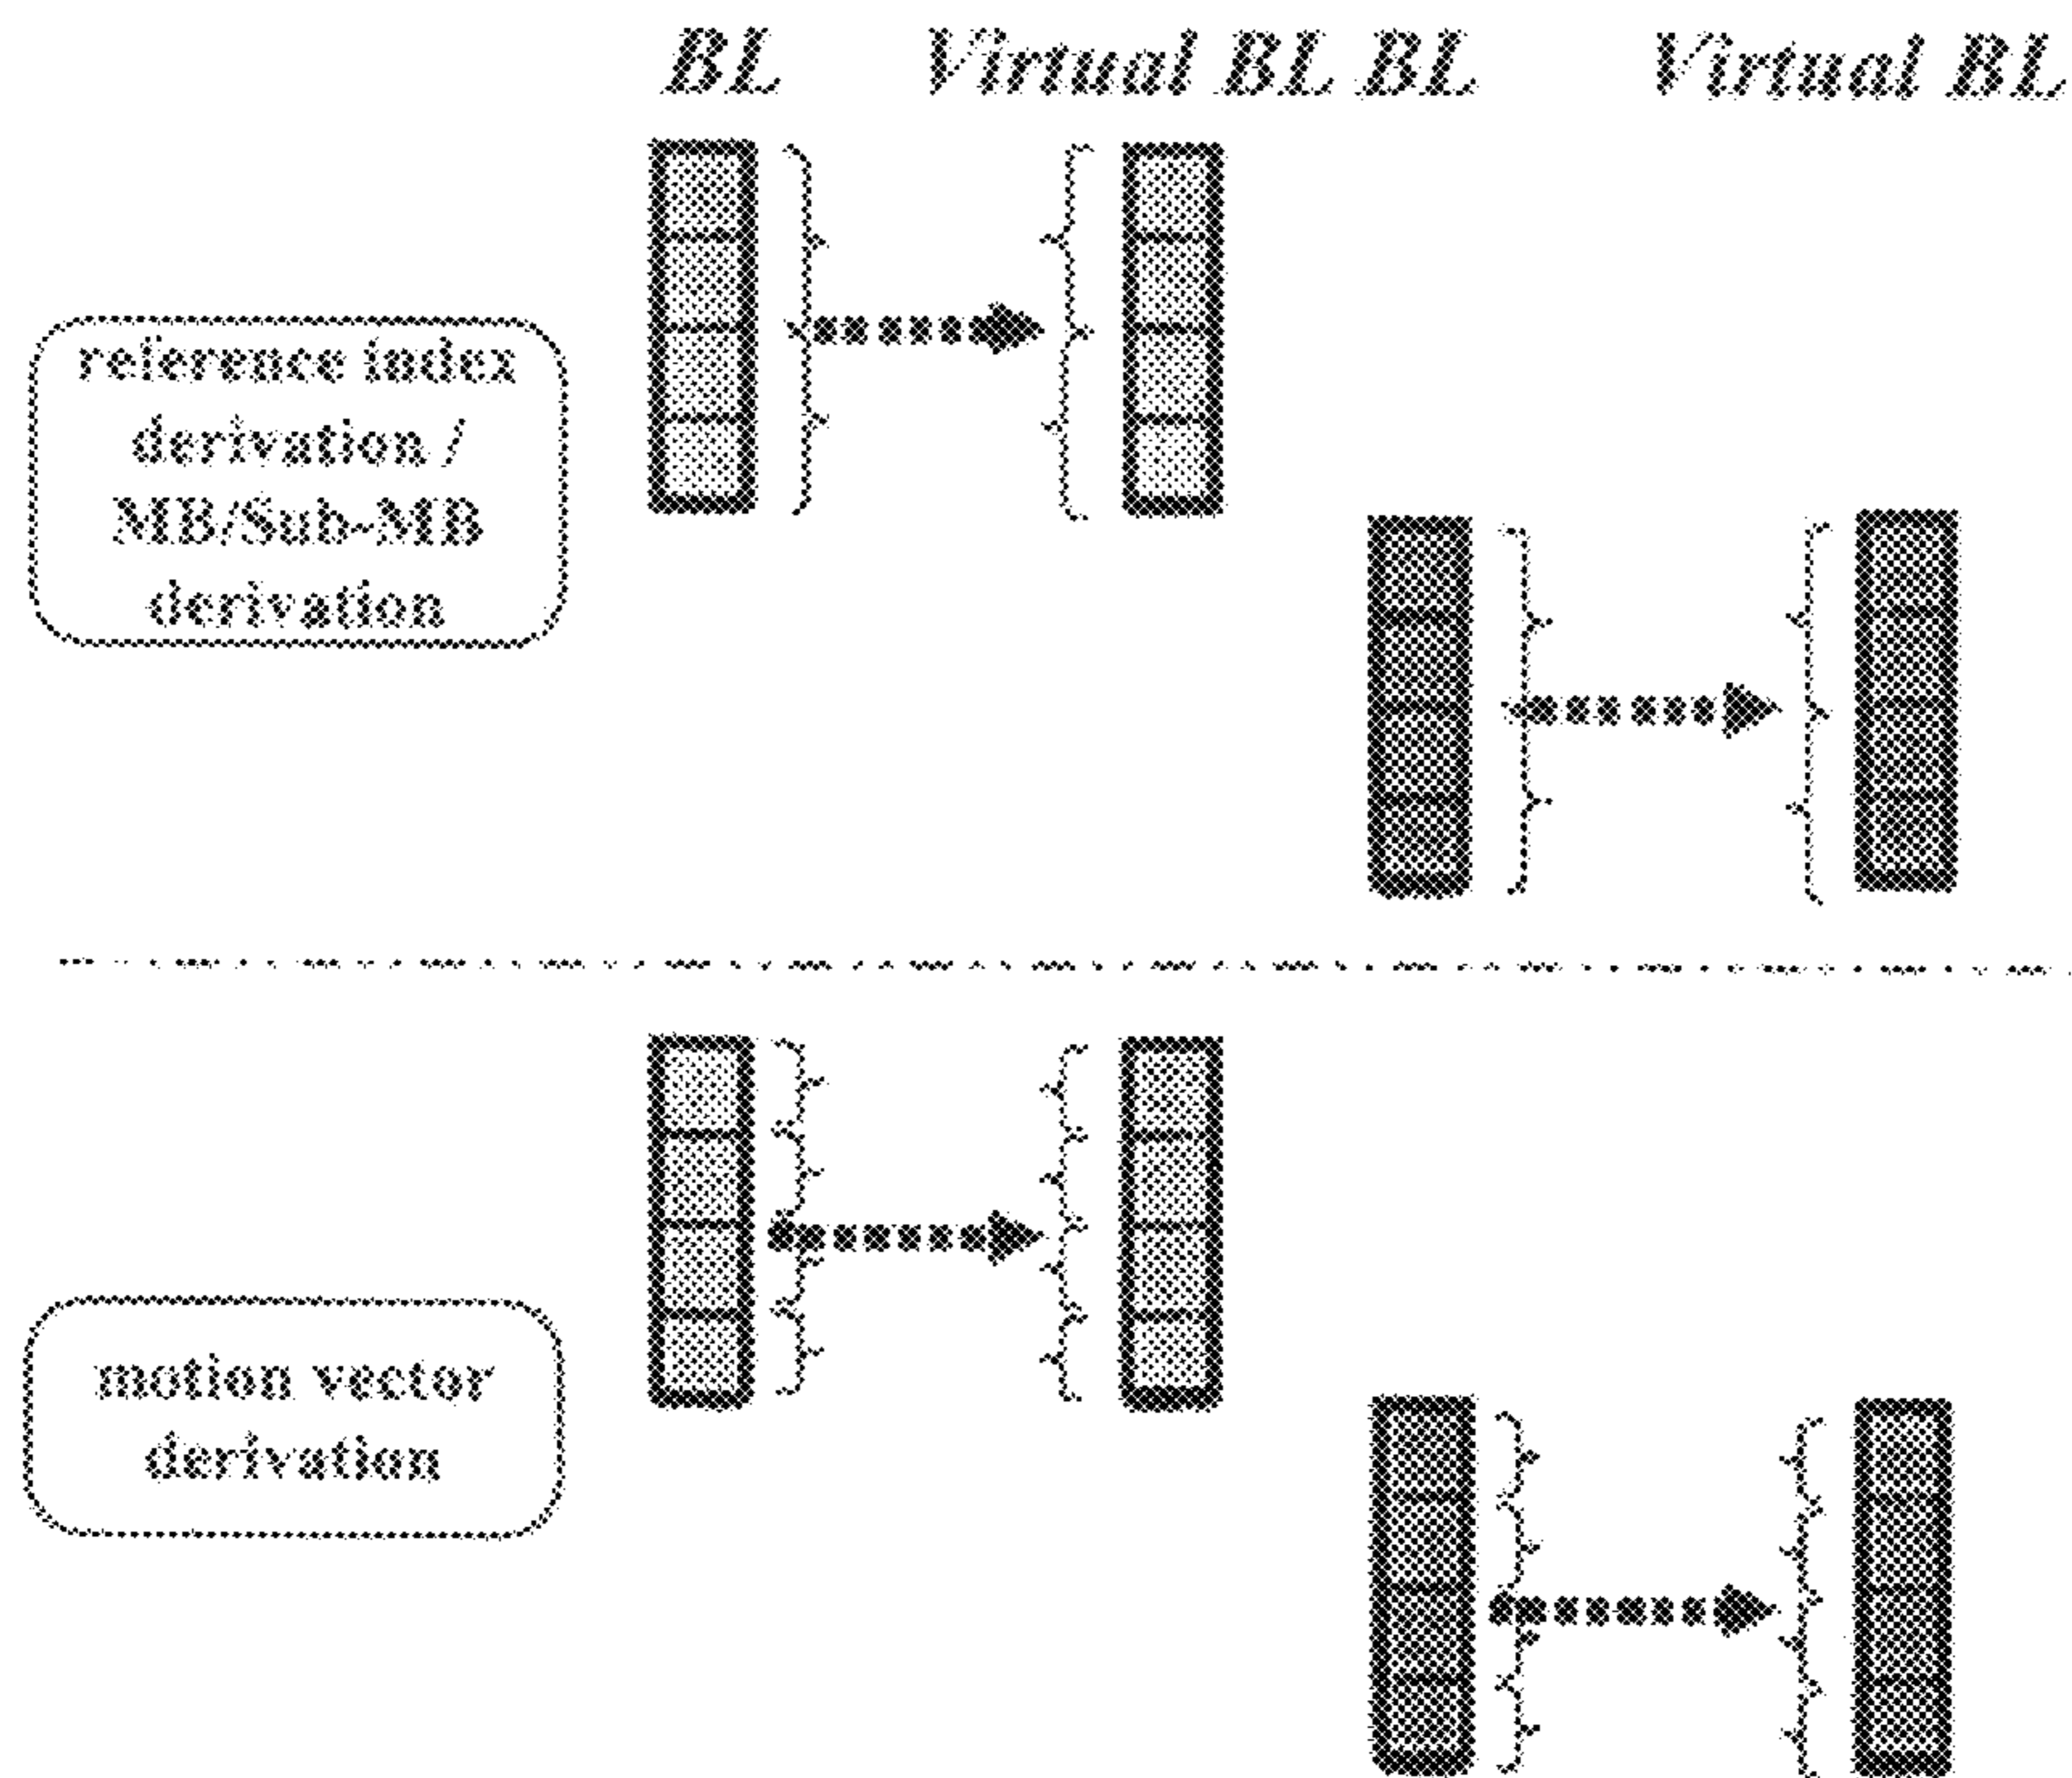 BL Virtual BL BL Virtual BL
reference index
derivation /
MB/Sub-MB
derivation
motion vector
derivation